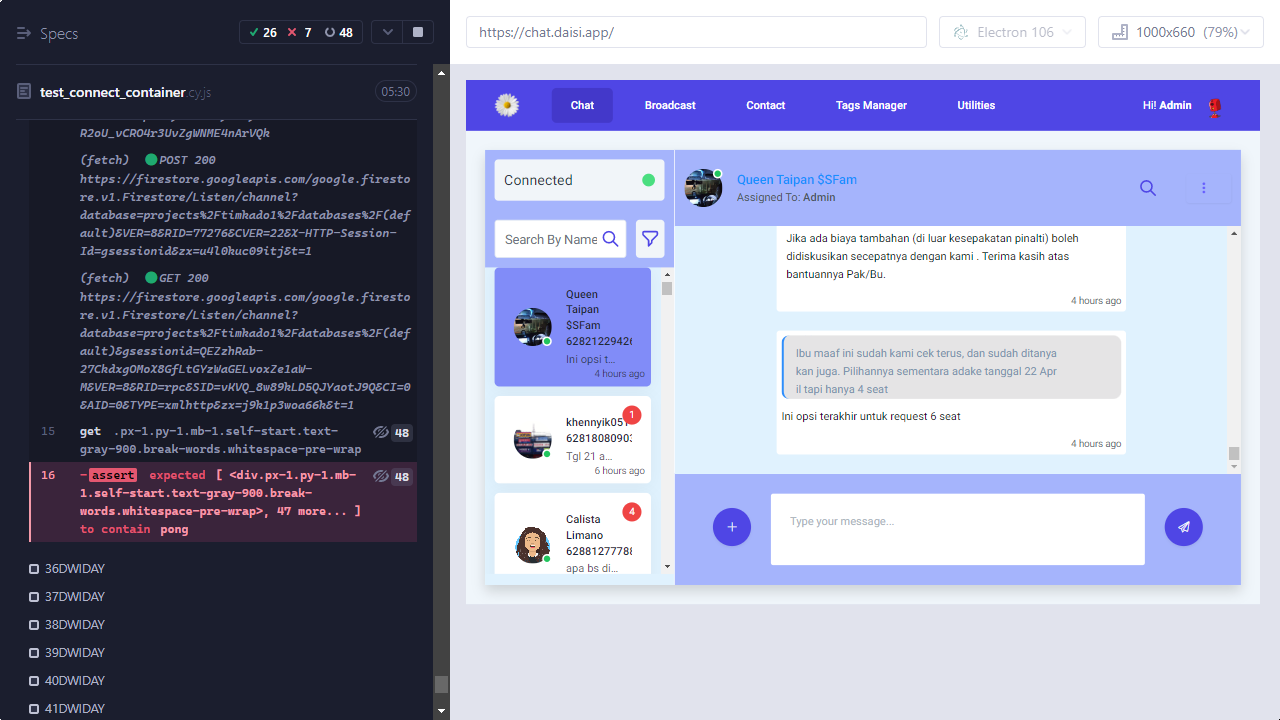 Specs
26
7
48
test_connect_container.cy.js
05:30
R2oU_vCRO4r3UvZgWNME4nArVQk
(fetch) POST 200
https://firestore.googleapis.com/google.firesto
re.v1.Firestore/Listen/channel?
database=projects%2Ftimkado1%2Fdatabases%2F(def
ault)&VER=8&RID=77276&CVER=22&X-HTTP-Session-
Id=gsessionid&zx=u4l0kuc09itj&t=1
(fetch) GET 200
https://firestore.googleapis.com/google.firesto
re.v1.Firestore/Listen/channel?
database=projects%2Ftimkado1%2Fdatabases%2F(def
ault)&gsessionid=QEZzhRab-
27CkdxgOMoX8GfLtGYzWaGELvoxZe1aW-
M&VER=8&RID=rpc&SID=vKVQ_8w89hLD5QJYaotJ9Q&CI=0
&AID=0&TYPE=xmlhttp&zx=j9k1p3woa66k&t=1
15 get .px-1.py-1.mb-1.self-start.text-
gray-900.break-words.whitespace-pre-wrap
48
16 -assert expected [ <div.px-1.py-1.mb-
1.self-start.text-gray-900.break-
words.whitespace-pre-wrap>, 47 more... ]
to contain pong
48
36DWIDAY
37DWIDAY
38DWIDAY
39DWIDAY
40DWIDAY
41DWIDAY
https://chat.daisi.app/
Electron 106
1000x660 (79%)
Chat
Broadcast
Contact
Tags Manager
Utilities
Hi! Admin
Connected
Search By Name
Queen
Taipan
$SFam
62821229426
Ini opsi t...
4 hours ago
khennyik051
62818080903
1
Tgl 21 a...
6 hours ago
Calista
Limano
62881277788
4
apa bs di...
Queen Taipan $SFam
Assigned To: Admin
Jika ada biaya tambahan (di luar kesepakatan pinalti) boleh
didiskusikan secepatnya dengan kami . Terima kasih atas
bantuannya Pak/Bu.
4 hours ago
Ibu maaf ini sudah kami cek terus, dan sudah ditanya
kan juga. Pilihannya sementara adake tanggal 22 Apr
il tapi hanya 4 seat
Ini opsi terakhir untuk request 6 seat
4 hours ago
Type your message...